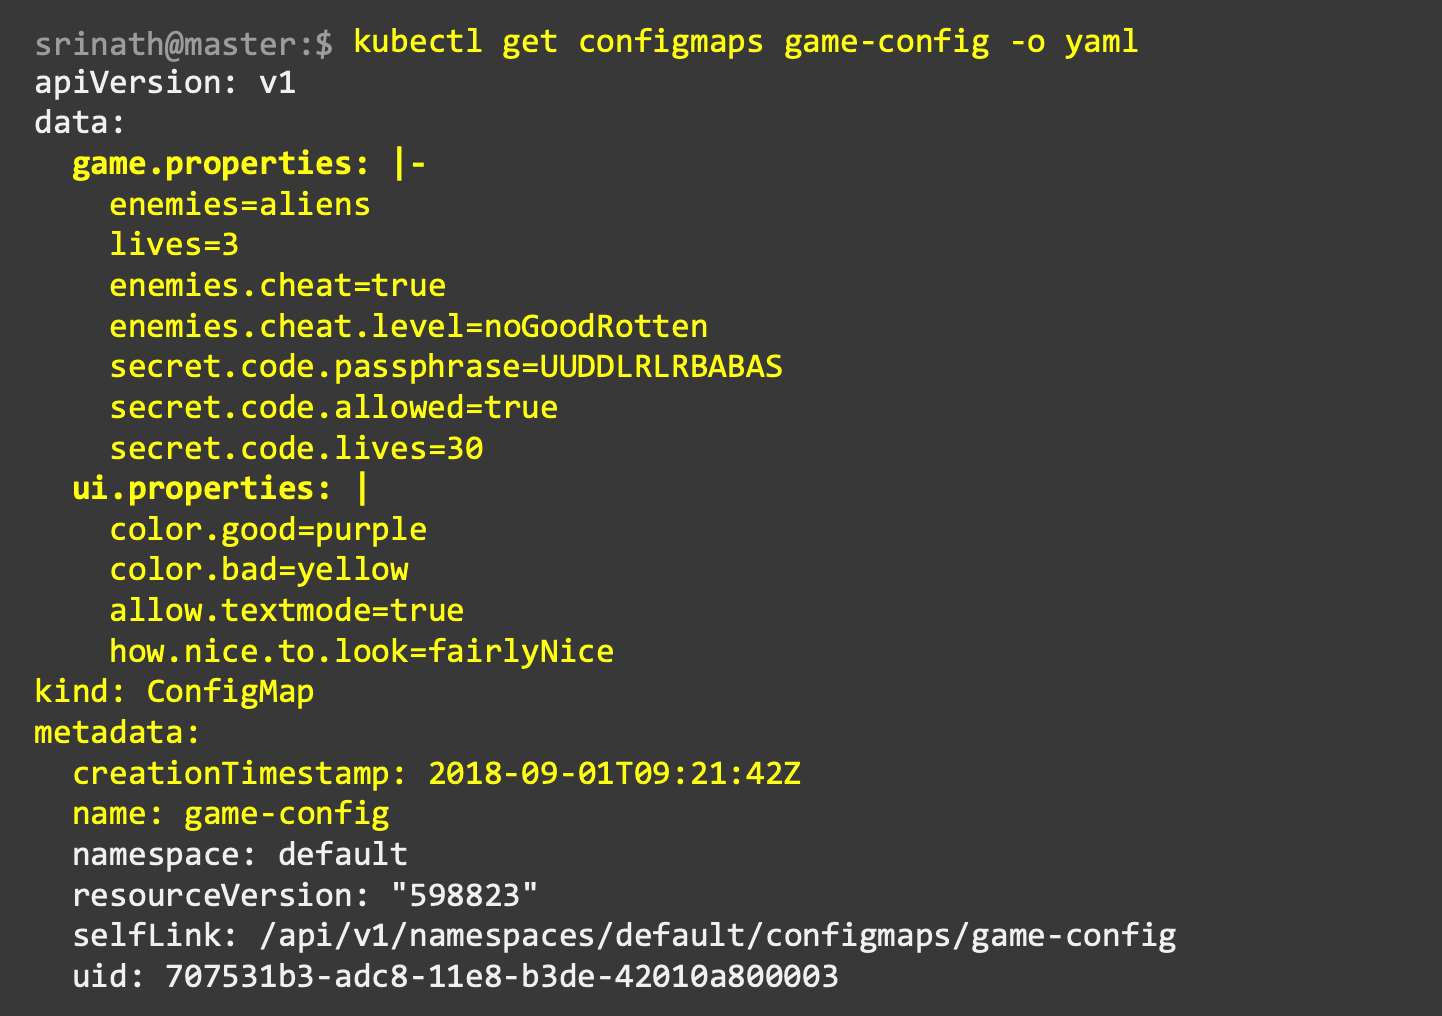 srinath@master:$ kubectl get configmaps game-config -o yaml
apiVersion: v1
data:
  game.properties: |-
    enemies=aliens
    lives=3
    enemies.cheat=true
    enemies.cheat.level=noGoodRotten
    secret.code.passphrase=UUDDLRLRBABAS
    secret.code.allowed=true
    secret.code.lives=30
  ui.properties: |
    color.good=purple
    color.bad=yellow
    allow.textmode=true
    how.nice.to.look=fairlyNice
kind: ConfigMap
metadata:
  creationTimestamp: 2018-09-01T09:21:42Z
  name: game-config
  namespace: default
  resourceVersion: "598823"
  selfLink: /api/v1/namespaces/default/configmaps/game-config
  uid: 707531b3-adc8-11e8-b3de-42010a800003